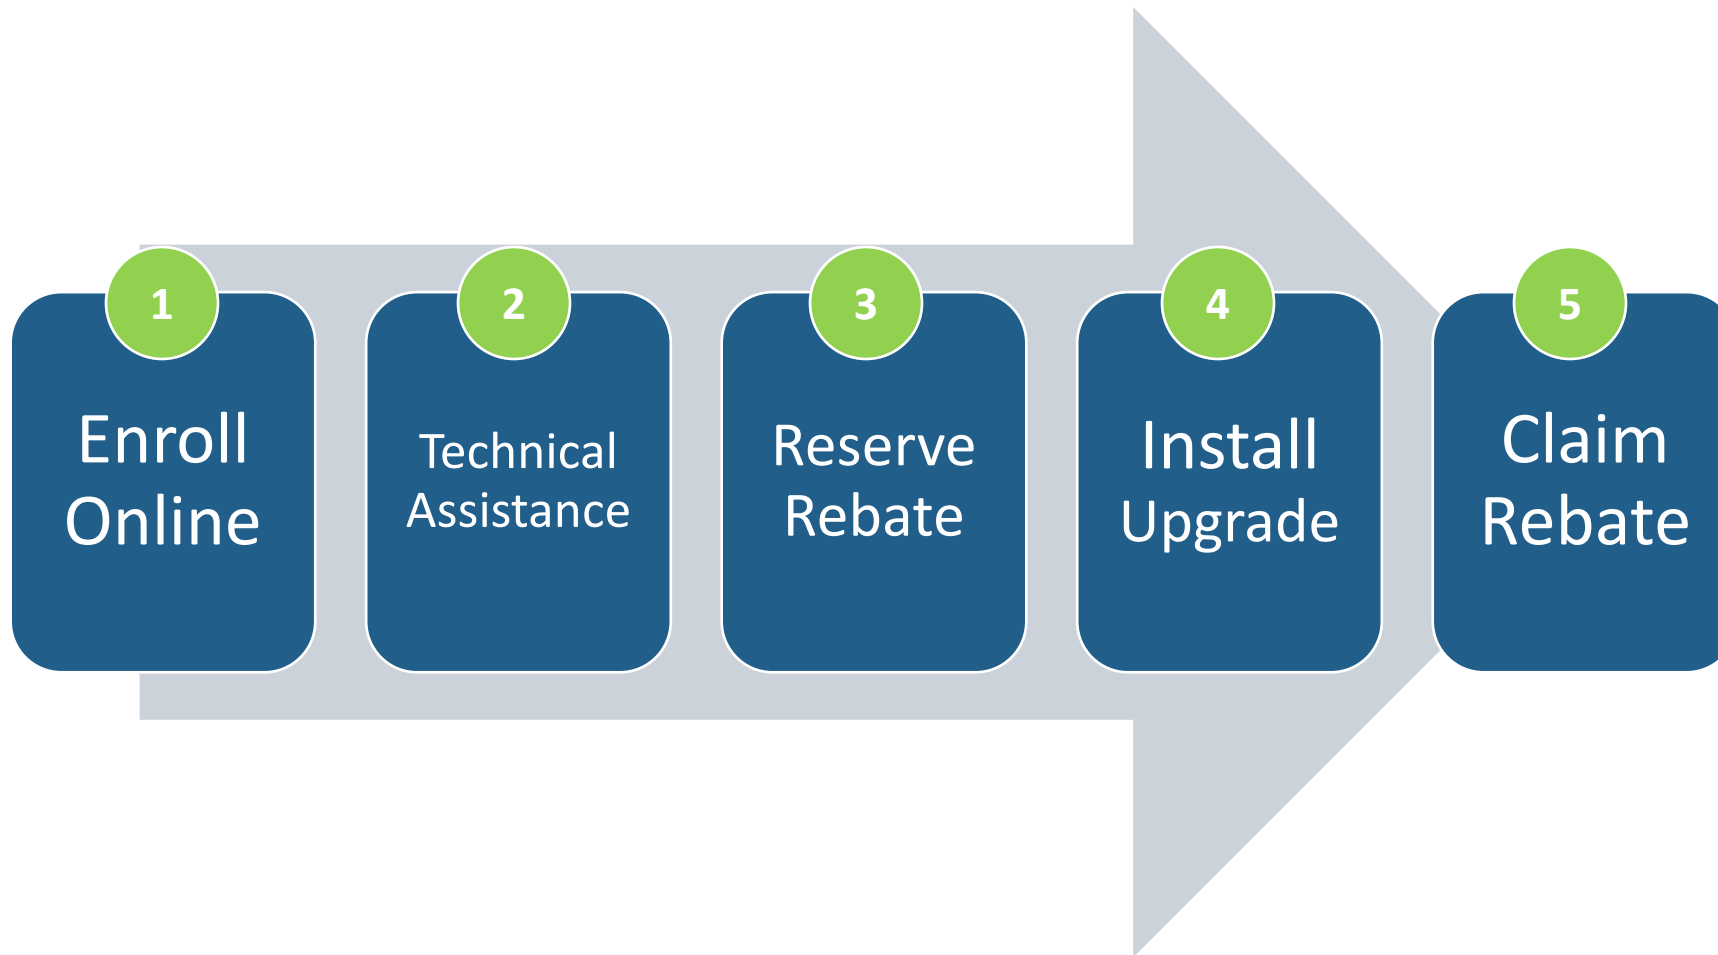 1
Enroll
Online
2
Technical
Assistance
3
Reserve
Rebate
4
Install
Upgrade
5
Claim
Rebate